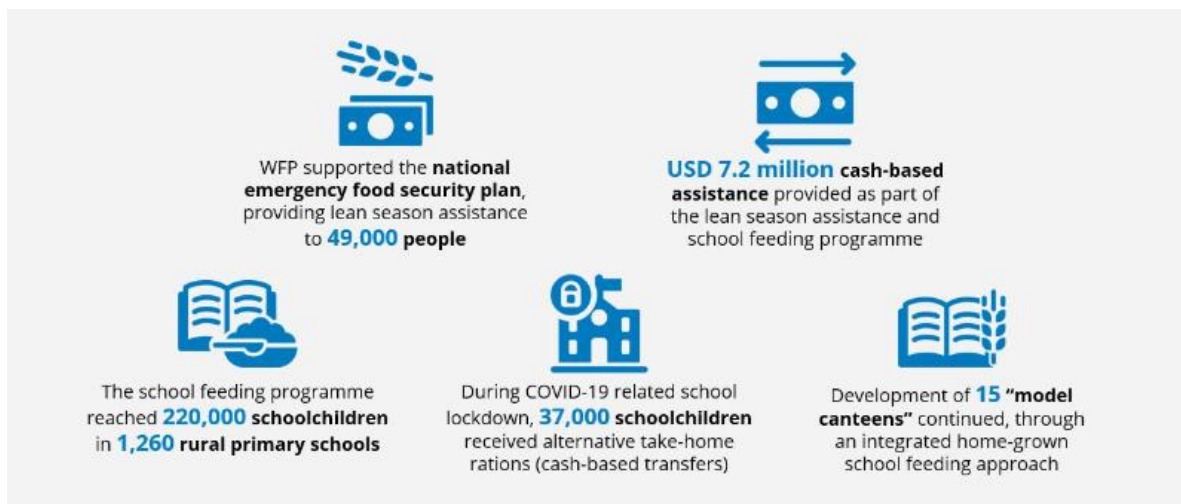 WFP supported the national
emergency food security plan,
providing lean season assistance
to 49,000 people
USD 7.2 million cash-based
assistance provided as part of
the lean season assistance and
school feeding programme
The school feeding programme
reached 220,000 schoolchildren
in 1,260 rural primary schools
During COVID-19 related school
lockdown, 37,000 schoolchildren
received alternative take-home
rations (cash-based transfers)
Development of 15 “model
canteens” continued, through
an integrated home-grown
school feeding approach